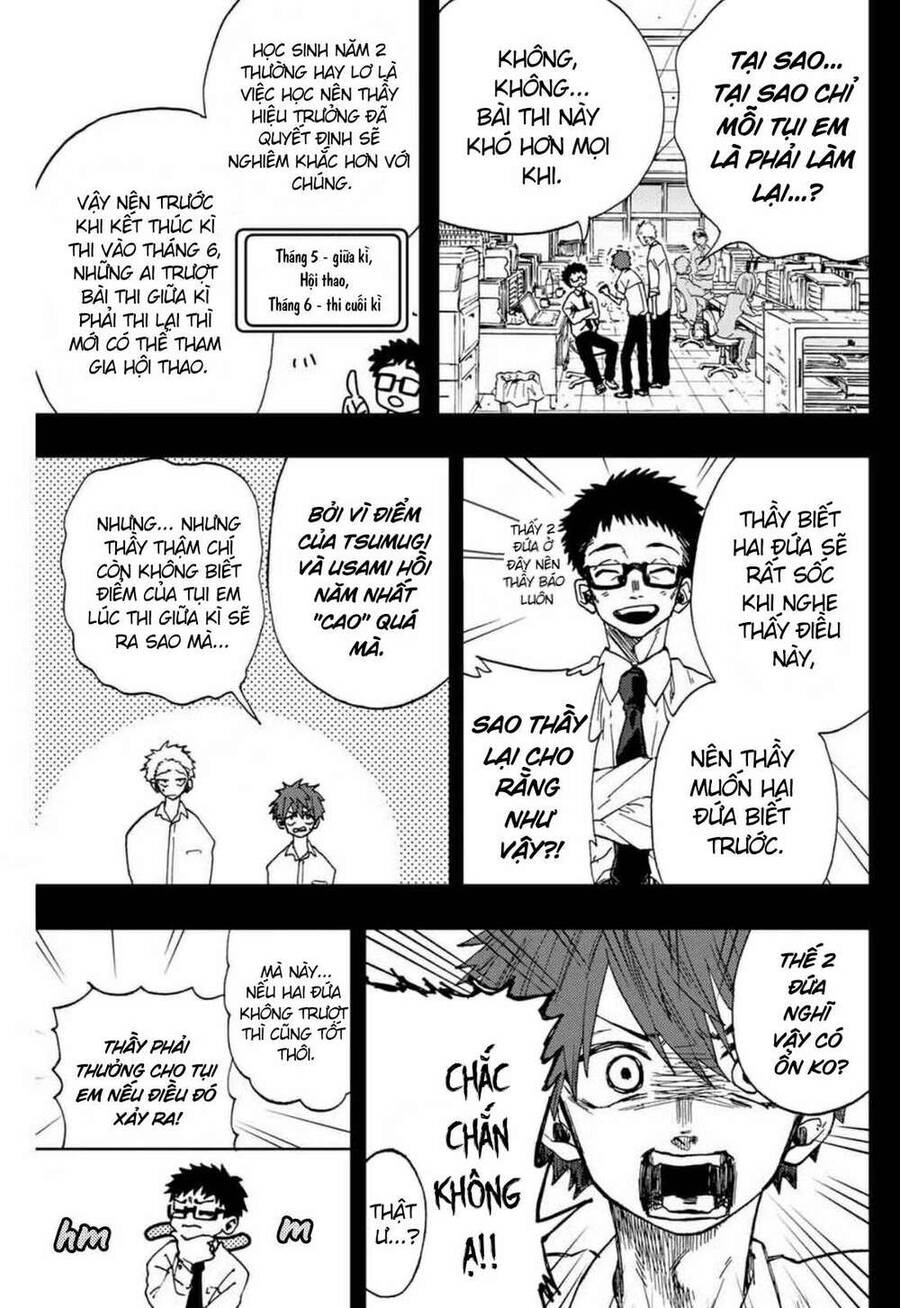 TẠI SAO...
TẠI SAO CHỈ
MỖI TỤI EM
LÀ PHẢI LÀM
LẠI...?
KHÔNG,
KHÔNG...
BÀI THI NÀY
KHÓ HƠN MỌI
KHI.
HỌC SINH NĂM 2
THƯỜNG HAY LƠ LÀ
VIỆC HỌC NÊN THẦY
HIỆU TRƯỞNG ĐÃ
QUYẾT ĐỊNH SẼ
NGHIÊM KHẮC HƠN VỚI
CHÚNG.
Tháng 5 - giữa kì,
Hội thao,
Tháng 6 - thi cuối kì
VẬY NÊN TRƯỚC
KHI KẾT THÚC KÌ
THI VÀO THÁNG 6,
NHỮNG AI TRƯỢT
BÀI THI GIỮA KÌ
PHẢI THI LẠI THÌ
MỚI CÓ THỂ THAM
GIA HỘI THAO.
THẦY BIẾT
HAI ĐỨA SẼ
RẤT SỐC
KHI NGHE
THẤY ĐIỀU
NÀY,
THẤY 2
ĐỨA Ở
ĐÂY NÊN
THẦY BÁO
LUÔN
NÊN THẦY
MUỐN HAI
ĐỨA BIẾT
TRƯỚC.
SAO THẦY
LẠI CHO
RẰNG
NHƯ
VẬY?!
BỞI VÌ ĐIỂM
CỦA TSUMUGI
VÀ USAMI HỒI
NĂM NHẤT
"CAO" QUÁ
MÀ.
NHƯNG... NHƯNG
THẦY THẬM CHÍ
CÒN KHÔNG BIẾT
ĐIỂM CỦA TỤI EM
LÚC THI GIỮA KÌ SẼ
RA SAO MÀ...
THẾ 2
ĐỨA
NGHĨ
VẬY CÓ
ỔN KO?
CHẮC
CHẮN
KHÔNG
Ạ!!
THẬT
Ư...?
MÀ NÀY...
NẾU HAI ĐỨA
KHÔNG TRƯỢT
THÌ CŨNG TỐT
THÔI.
THẦY PHẢI
THƯỞNG CHO TỤI
EM NẾU ĐIỀU ĐÓ
XẢY RA!
hm
m